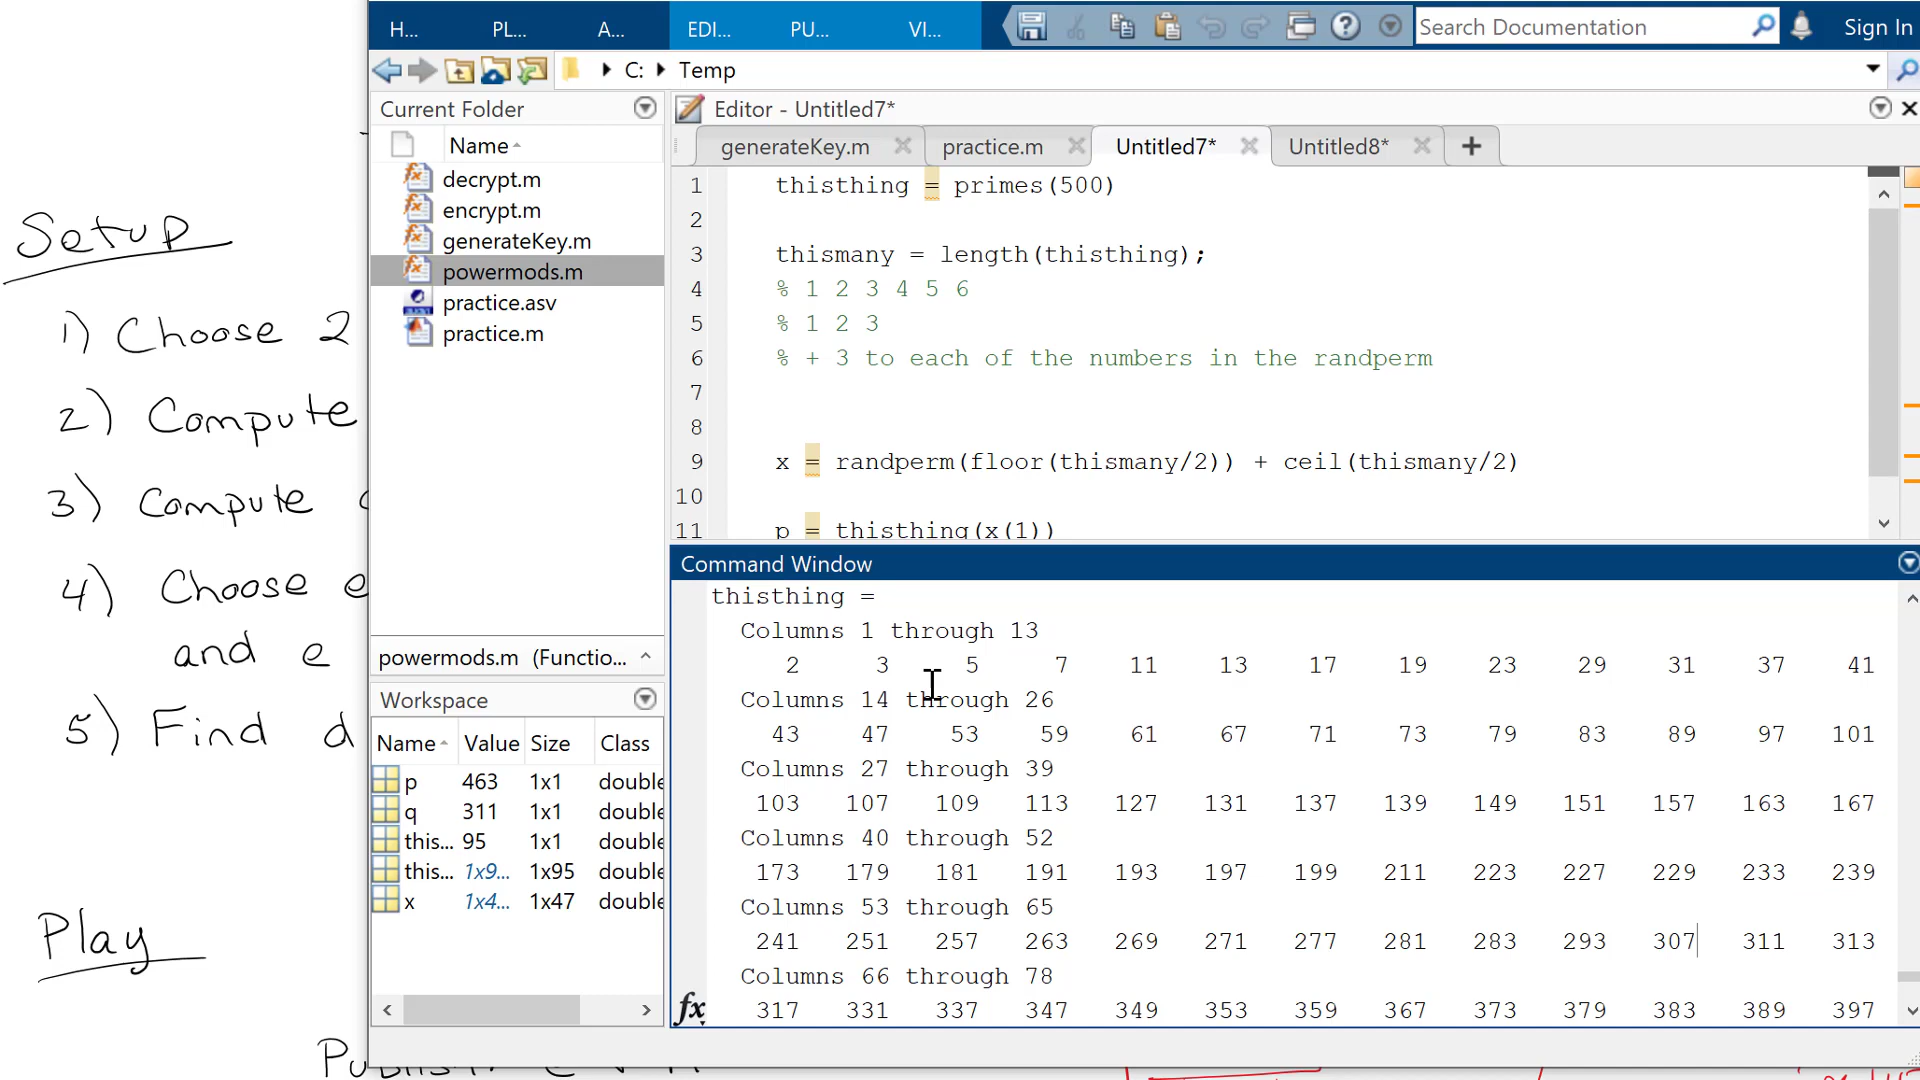 H... PL... A... EDI... PU... VI... Search Documentation Sign In
C: Temp
Current Folder
Name
decrypt.m
encrypt.m
generateKey.m
powermods.m
practice.asv
practice.m
powermods.m (Functio...
Workspace
Name Value Size Class
p 463 1x1 double
q 311 1x1 double
this... 95 1x1 double
this... 1x9... 1x95 double
x 1x4... 1x47 double
Editor - Untitled7*
generateKey.m practice.m Untitled7* Untitled8*
1 thisthing = primes(500)
2
3 thismany = length(thisthing);
4 % 1 2 3 4 5 6
5 % 1 2 3
6 % + 3 to each of the numbers in the randperm
7
8
9 x = randperm(floor(thismany/2)) + ceil(thismany/2)
10
11 p = thisthing(x(1))
Command Window
thisthing =
Columns 1 through 13
2 3 5 7 11 13 17 19 23 29 31 37 41
Columns 14 through 26
43 47 53 59 61 67 71 73 79 83 89 97 101
Columns 27 through 39
103 107 109 113 127 131 137 139 149 151 157 163 167
Columns 40 through 52
173 179 181 191 193 197 199 211 223 227 229 233 239
Columns 53 through 65
241 251 257 263 269 271 277 281 283 293 307 311 313
Columns 66 through 78
317 331 337 347 349 353 359 367 373 379 383 389 397
fx
Setup
1) Choose 2
2) Compute
3) Compute
4) Choose e
and e
5) Find d
Play